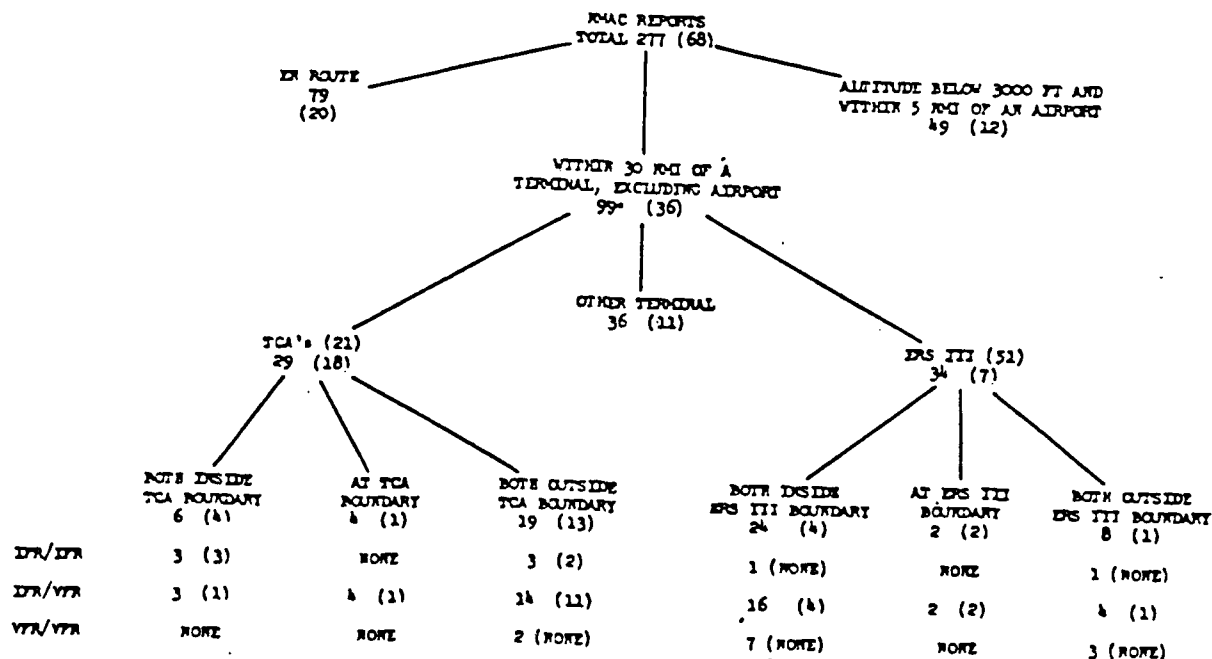 NMAC REPORTS
TOTAL 277 (68)
EN ROUTE
79
(20)
ALTITUDE BELOW 3000 FT AND
WITHIN 5 NMI OF AN AIRPORT
49 (12)
WITHIN 30 NMI OF A
TERMINAL, EXCLUDING AIRPORT
99* (36)
OTHER TERMINAL
36 (11)
TCA's (21)
29 (18)
ERS III (51)
34 (7)
BOTH INSIDE
TCA BOUNDARY
6 (4)
AT TCA
BOUNDARY
4 (1)
BOTH OUTSIDE
TCA BOUNDARY
19 (13)
BOTH INSIDE
ERS III BOUNDARY
24 (4)
AT ERS III
BOUNDARY
2 (2)
BOTH OUTSIDE
ERS III BOUNDARY
8 (1)
IFR/IFR 3 (3) NONE 3 (2) 1 (NONE) NONE 1 (NONE)
IFR/VFR 3 (1) 4 (1) 14 (11) 16 (4) 2 (2) 4 (1)
VFR/VFR NONE NONE 2 (NONE) 7 (NONE) NONE 3 (NONE)